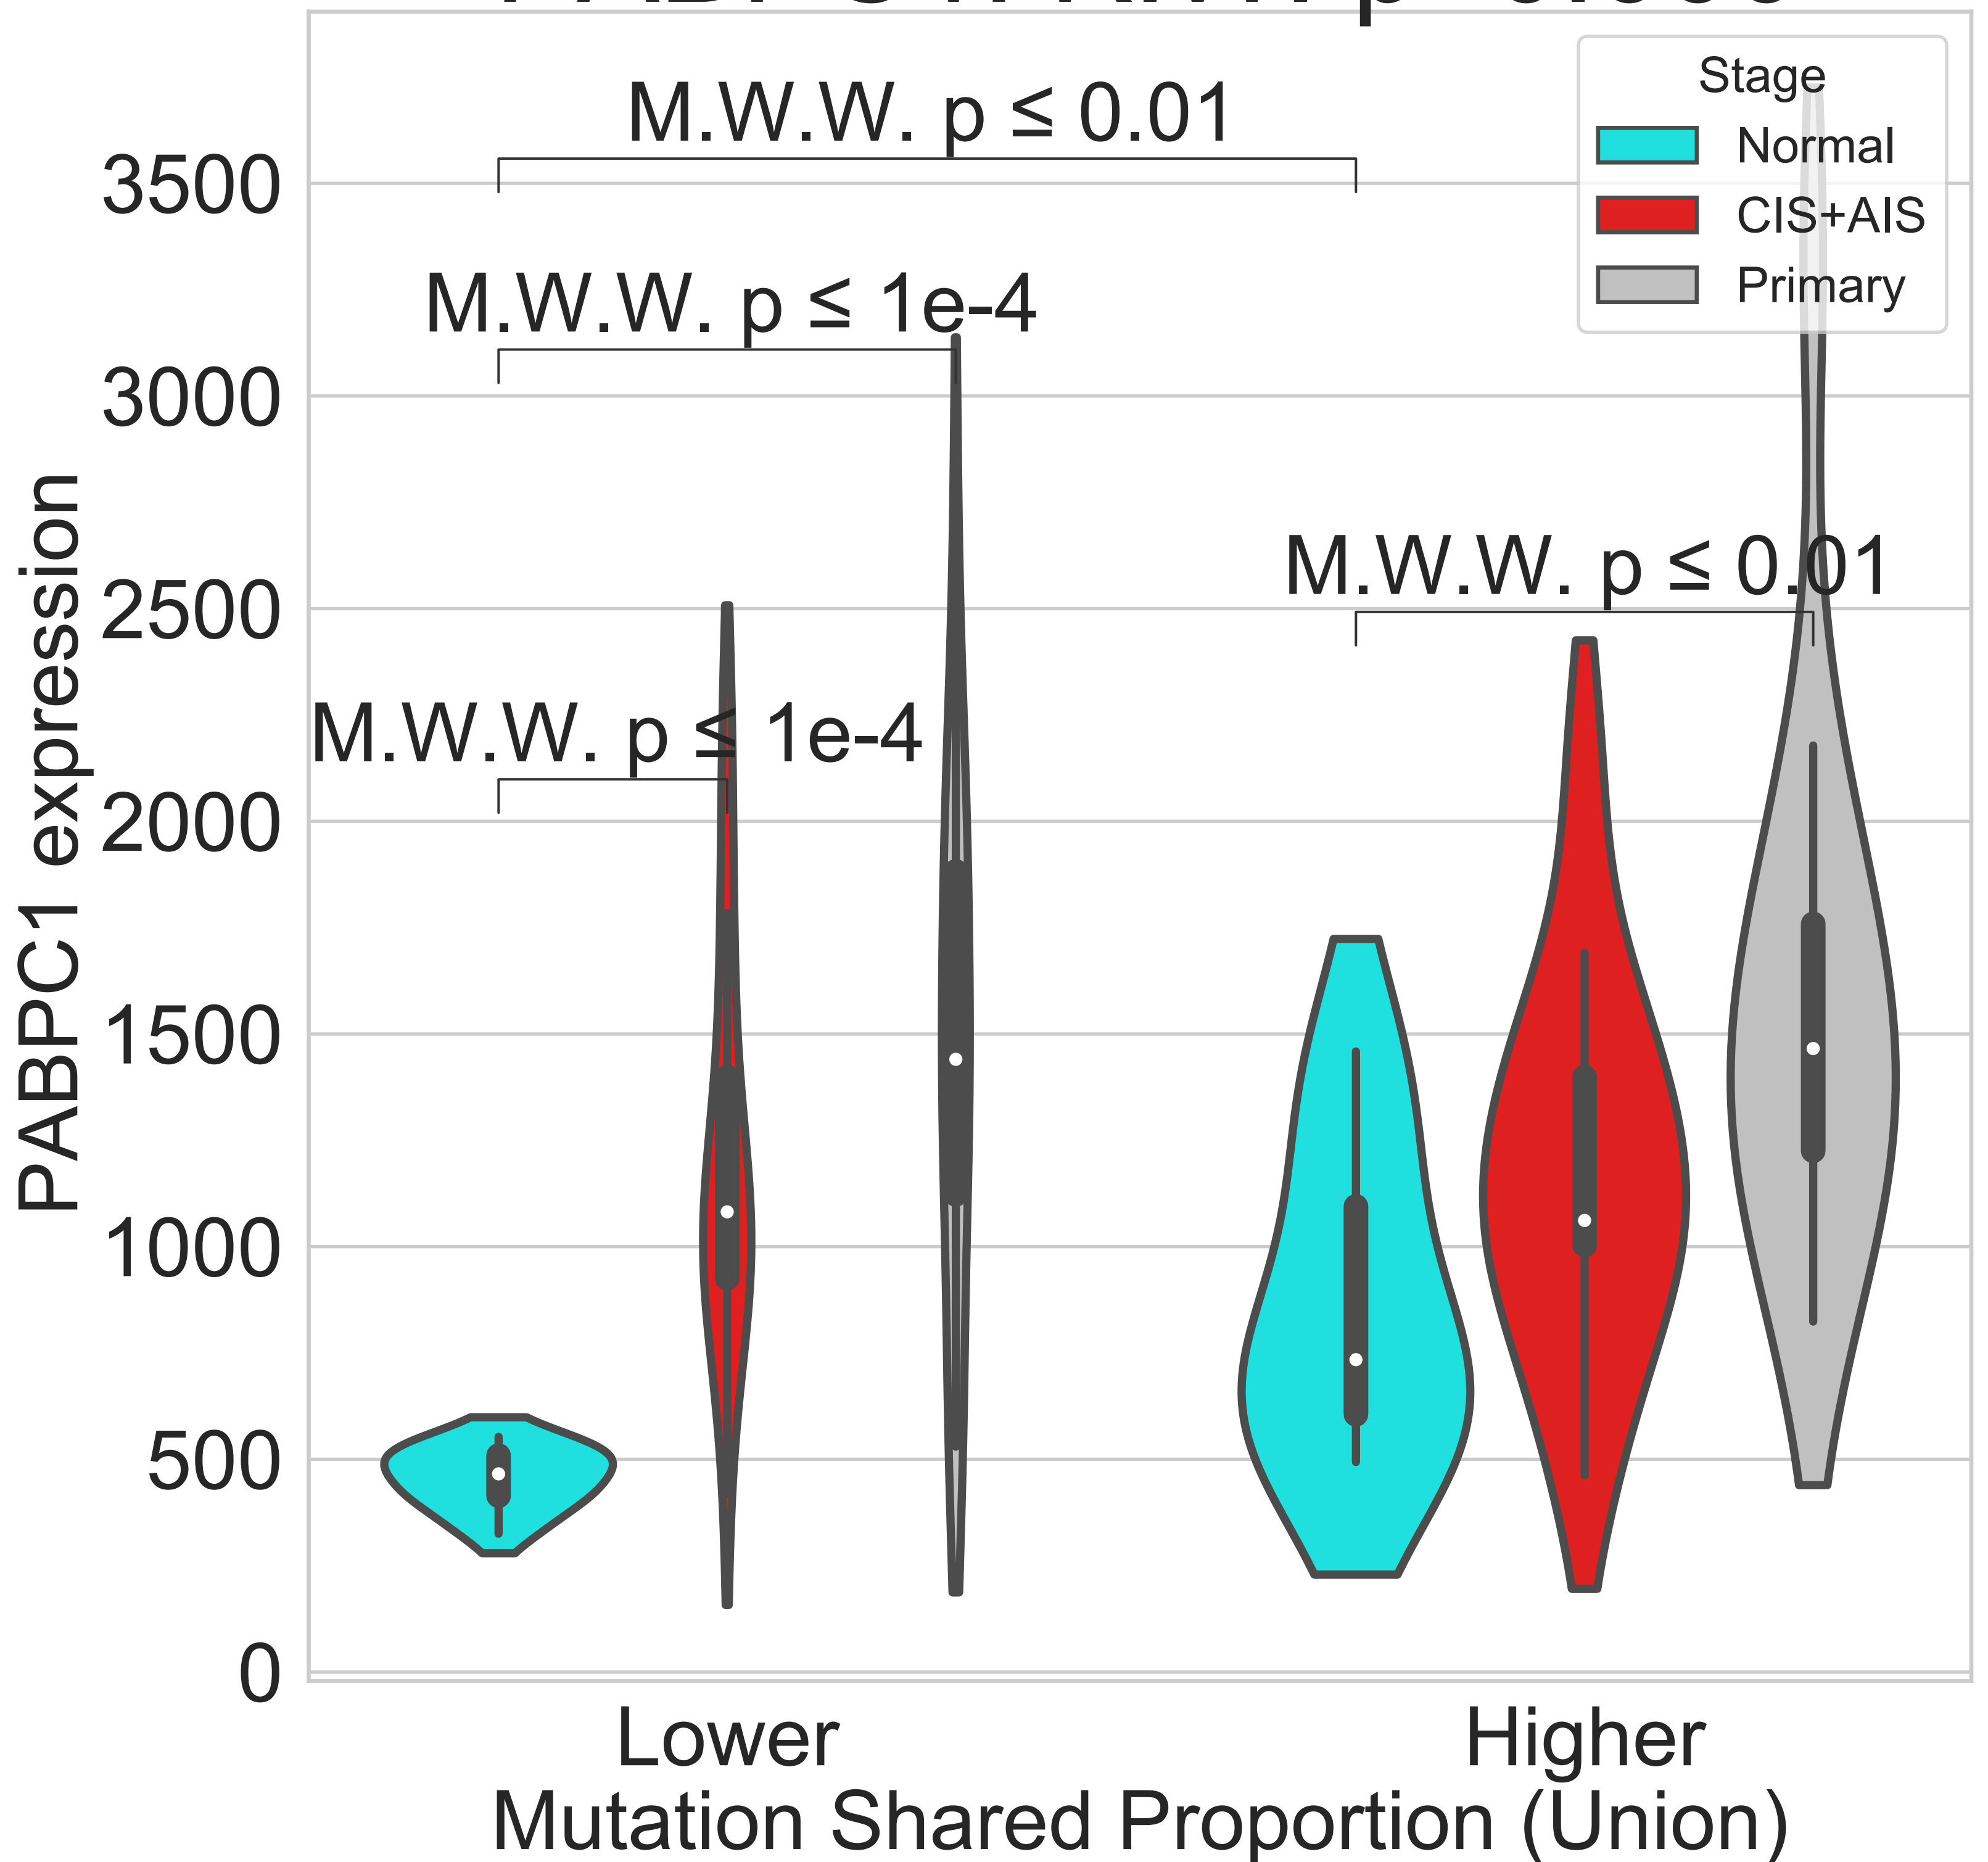 M.W.W. p ≤ 0.01
Stage
Normal
CIS+AIS
Primary
3500
M.W.W. p ≤ 1e-4
3000
M.W.W. p ≤ 0.01
2500
M.W.W. p ≤ 1e-4
2000
1500
1000
500
0
PABPC1 expression
Lower
Higher
Mutation Shared Proportion (Union)